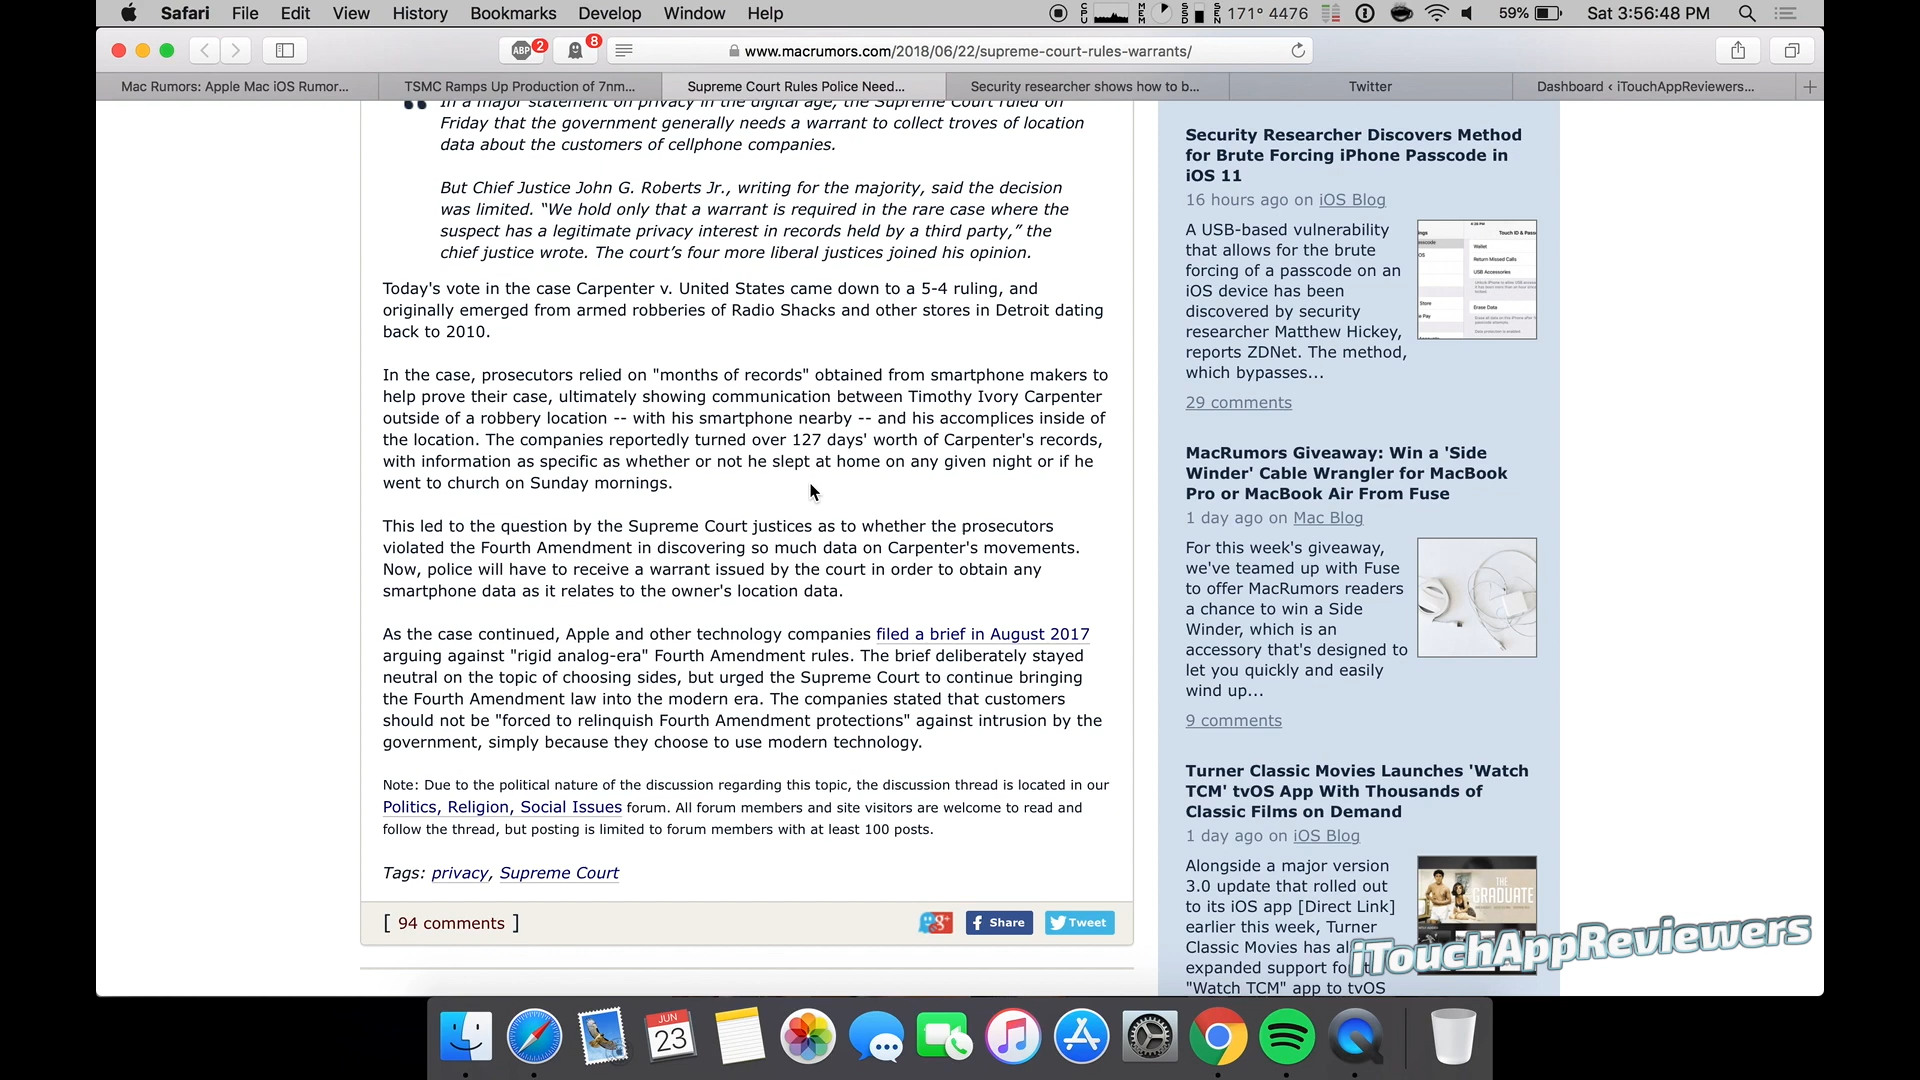 Safari File Edit View History Bookmarks Develop Window Help
CPU MEM SSD SEN 171° 4476 59% Sat 3:56:48 PM
ABP 2 8 www.macrumors.com/2018/06/22/supreme-court-rules-warrants/
Mac Rumors: Apple Mac iOS Rumor... TSMC Ramps Up Production of 7nm... Supreme Court Rules Police Need... Security researcher shows how to b... Twitter Dashboard ‹ iTouchAppReviewers...
In a major statement on privacy in the digital age, the Supreme Court ruled on
Friday that the government generally needs a warrant to collect troves of location
data about the customers of cellphone companies.
But Chief Justice John G. Roberts Jr., writing for the majority, said the decision
was limited. “We hold only that a warrant is required in the rare case where the
suspect has a legitimate privacy interest in records held by a third party,” the
chief justice wrote. The court’s four more liberal justices joined his opinion.
Today's vote in the case Carpenter v. United States came down to a 5-4 ruling, and
originally emerged from armed robberies of Radio Shacks and other stores in Detroit dating
back to 2010.
In the case, prosecutors relied on "months of records" obtained from smartphone makers to
help prove their case, ultimately showing communication between Timothy Ivory Carpenter
outside of a robbery location -- with his smartphone nearby -- and his accomplices inside of
the location. The companies reportedly turned over 127 days' worth of Carpenter's records,
with information as specific as whether or not he slept at home on any given night or if he
went to church on Sunday mornings.
This led to the question by the Supreme Court justices as to whether the prosecutors
violated the Fourth Amendment in discovering so much data on Carpenter's movements.
Now, police will have to receive a warrant issued by the court in order to obtain any
smartphone data as it relates to the owner's location data.
As the case continued, Apple and other technology companies filed a brief in August 2017
arguing against "rigid analog-era" Fourth Amendment rules. The brief deliberately stayed
neutral on the topic of choosing sides, but urged the Supreme Court to continue bringing
the Fourth Amendment law into the modern era. The companies stated that customers
should not be "forced to relinquish Fourth Amendment protections" against intrusion by the
government, simply because they choose to use modern technology.
Note: Due to the political nature of the discussion regarding this topic, the discussion thread is located in our
Politics, Religion, Social Issues forum. All forum members and site visitors are welcome to read and
follow the thread, but posting is limited to forum members with at least 100 posts.
Tags: privacy, Supreme Court
[ 94 comments ] g+ Share Tweet
Security Researcher Discovers Method
for Brute Forcing iPhone Passcode in
iOS 11
16 hours ago on iOS Blog
A USB-based vulnerability
that allows for the brute
forcing of a passcode on an
iOS device has been
discovered by security
researcher Matthew Hickey,
reports ZDNet. The method,
which bypasses...
Wallet
Return Missed Calls
USB Accessories
Erase Data
29 comments
MacRumors Giveaway: Win a 'Side
Winder' Cable Wrangler for MacBook
Pro or MacBook Air From Fuse
1 day ago on Mac Blog
For this week's giveaway,
we've teamed up with Fuse
to offer MacRumors readers
a chance to win a Side
Winder, which is an
accessory that's designed to
let you quickly and easily
wind up...
9 comments
Turner Classic Movies Launches 'Watch
TCM' tvOS App With Thousands of
Classic Films on Demand
1 day ago on iOS Blog
Alongside a major version
3.0 update that rolled out
to its iOS app [Direct Link]
earlier this week, Turner
Classic Movies has
expanded support
"Watch TCM" app to tvOS
THE
GRADUATE
iTouchAppReviewers
JUN
23